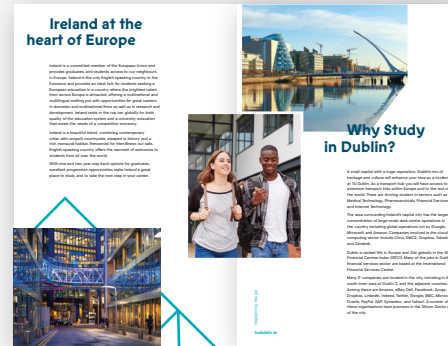 Ireland at the
heart of Europe
Ireland is a committed member of the European Union and
provides graduates, and students access to our neighbours
in Europe. Ireland is the only English speaking country in the
Eurozone and provides an ideal hub for students seeking a
European education in a country where the brightest talent
from across Europe is attracted, offering a multinational and
multilingual melting pot with opportunities for great careers
in domestic and multinational firms as well as in research and
development. Ireland ranks in the top ten globally for both
quality of the education system and a university education
that meets the needs of a competitive economy.
Ireland is a beautiful island, combining contemporary
cities with unspoilt countryside, steeped in history and a
rich monastic habitat. Renowned for friendliness our safe,
English speaking country offers the warmest of welcomes to
students from all over the world.
With one and two year stay back options for graduates,
excellent progression opportunities make Ireland a great
place to study and to take the next step in your career.
Why Study
in Dublin?
A small capital with a huge reputation, Dublin's mix of
heritage and culture will enhance your time as a student
at TU Dublin. As a transport hub you will have access to
extensive transport links within Europe and to the rest of
the world. There are thriving clusters in sectors such as
Medical Technology, Pharmaceuticals, Financial Services
and Internet Technology.
The area surrounding Ireland's capital city has the largest
concentration of large-scale data centre operations in
the country including global operations run by Google,
Microsoft and Amazon. Companies involved in the cloud
computing sector include Citrix, EMC2, Dropbox, Salesforce
and Zendesk.
Dublin is ranked 5th in Europe and 31st globally in the
Financial Centres Index (GFCI). Many of the jobs in Dublin's
financial services sector are based at the International
Financial Services Centre.
Many IT companies are located in the city including in the
south inner area of Dublin 2, and the adjacent counties.
Among these are Amazon, eBay, Dell, Facebook, Zynga,
Dropbox, LinkedIn, Indeed, Twitter, Google, EMC, Microsoft,
Oracle, PayPal, SAP, Symantec, and Yahoo!. A number of
these organisations have premises in the Silicon Docks area
of the city
Infinite Possibilities
tudublin.ie